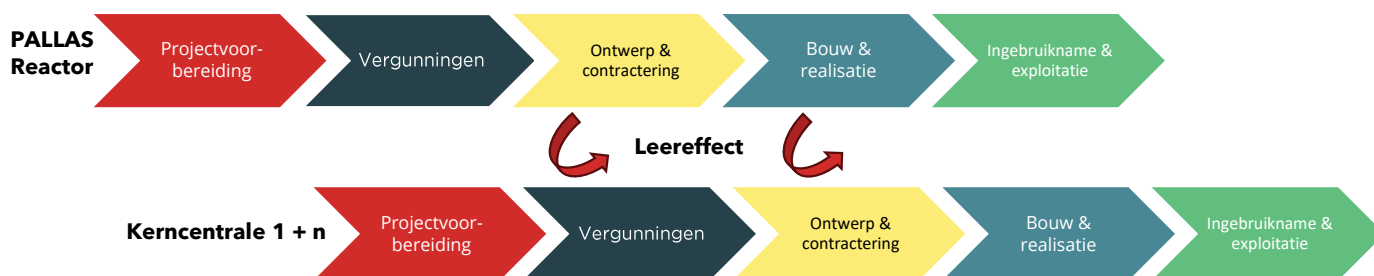 PALLAS
Reactor
Projectvoor-
bereiding
Vergunningen
Ontwerp &
contractering
Bouw &
realisatie
Ingebruikname &
exploitatie
Leereffect
Kerncentrale 1 + n
Projectvoor-
bereiding
Vergunningen
Ontwerp &
contractering
Bouw &
realisatie
Ingebruikname &
exploitatie